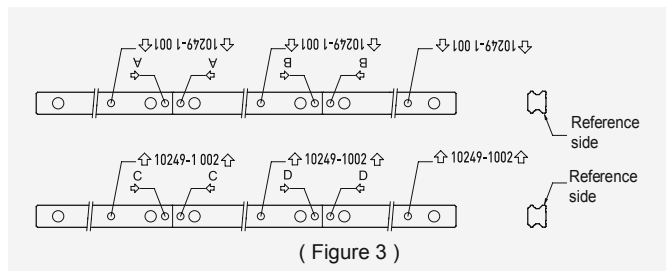 ⇩10249-1 001⇩ ⇩10249-1 001⇩ ⇩10249-1 001⇩
A A B B
Reference
side
⇧10249-1 002⇧ ⇧10249-1002⇧ ⇧10249-1002⇧
C C D D
Reference
side
( Figure 3 )